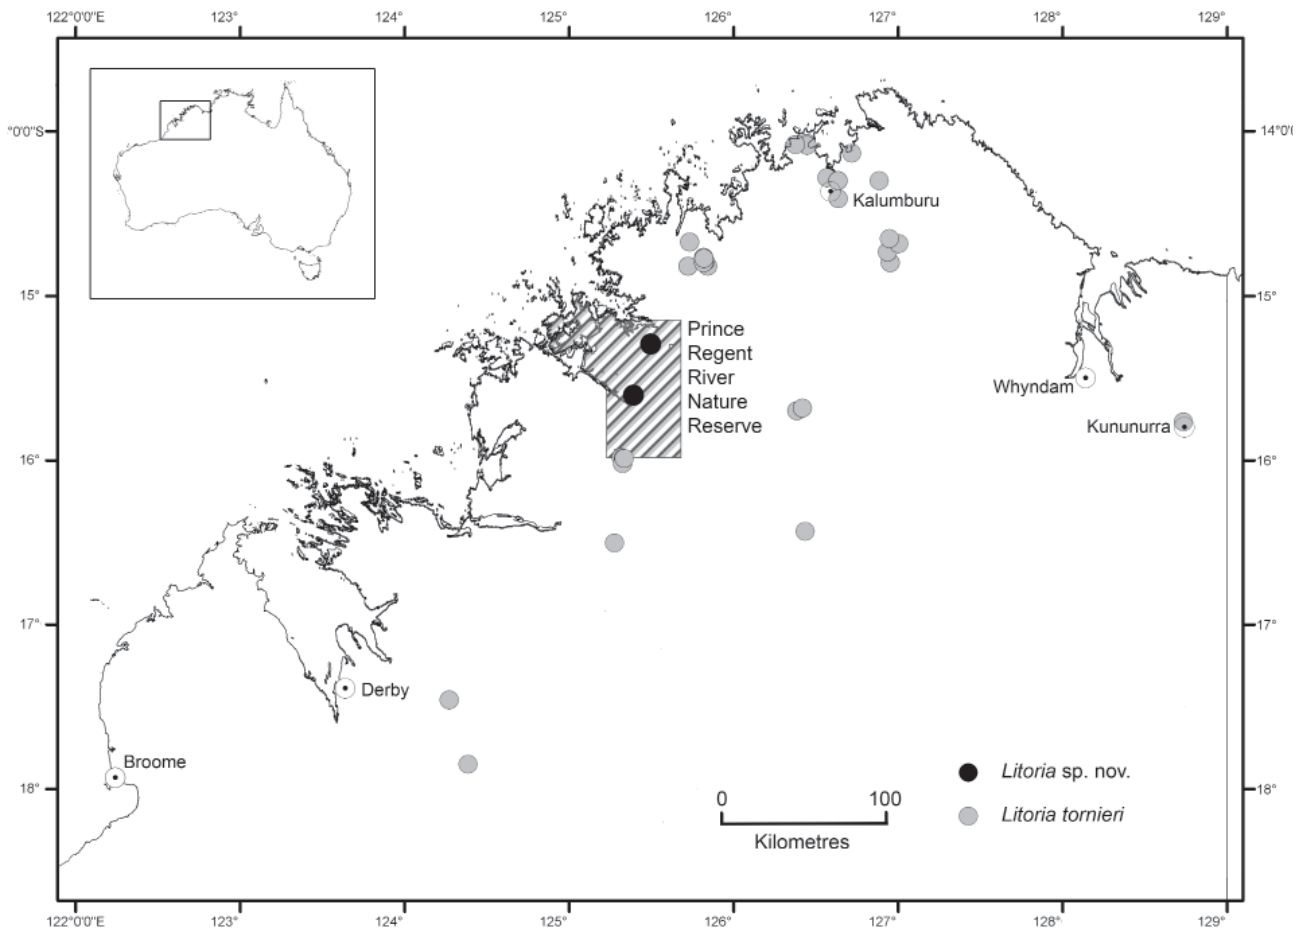 122°0'0"E 123° 124° 125° 126° 127° 128° 129°
°0'0"S 14°0
Kalumburu
15° 15°
Prince
Regent
River
Nature
Reserve
Whyndam
Kununurra
16° 16°
17° 17°
Derby
Broome
Litoria sp. nov.
18° 18°
0 100
Litoria tornieri
Kilometres
122°0'0"E 123° 124° 125° 126° 127° 128° 129°